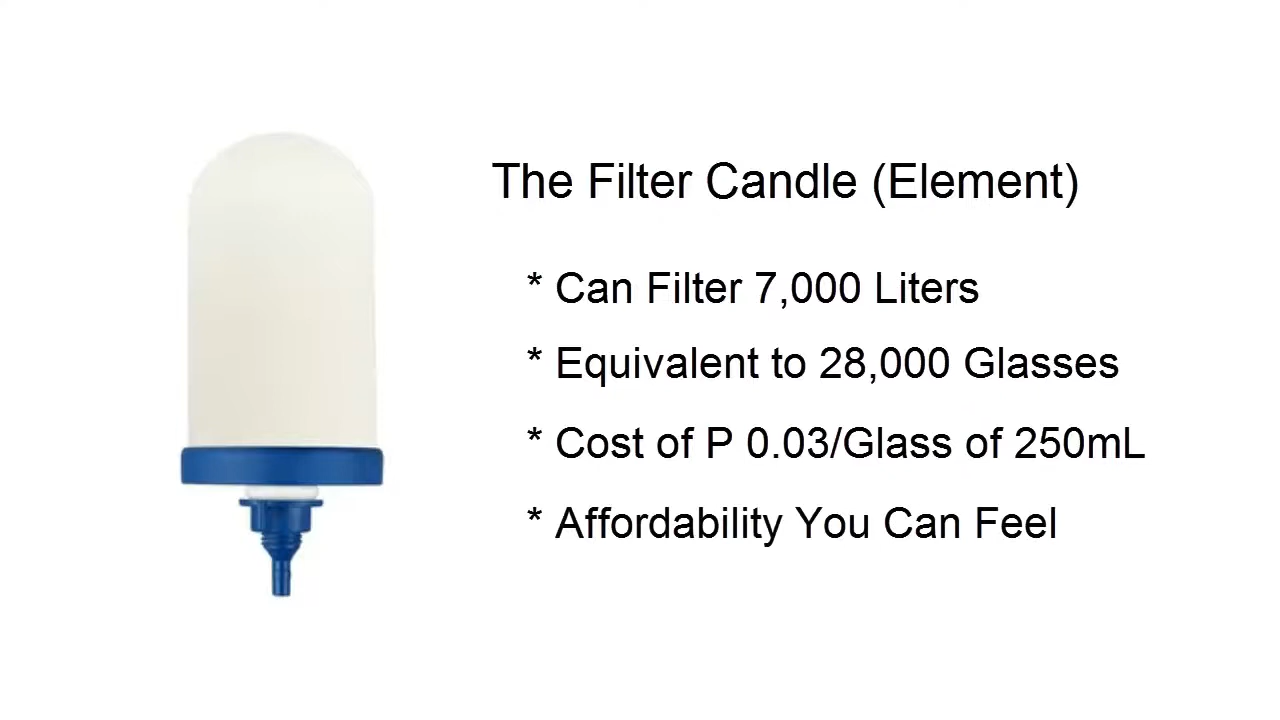 The Filter Candle (Element)
* Can Filter 7,000 Liters
* Equivalent to 28,000 Glasses
* Cost of P 0.03/Glass of 250mL
* Affordability You Can Feel